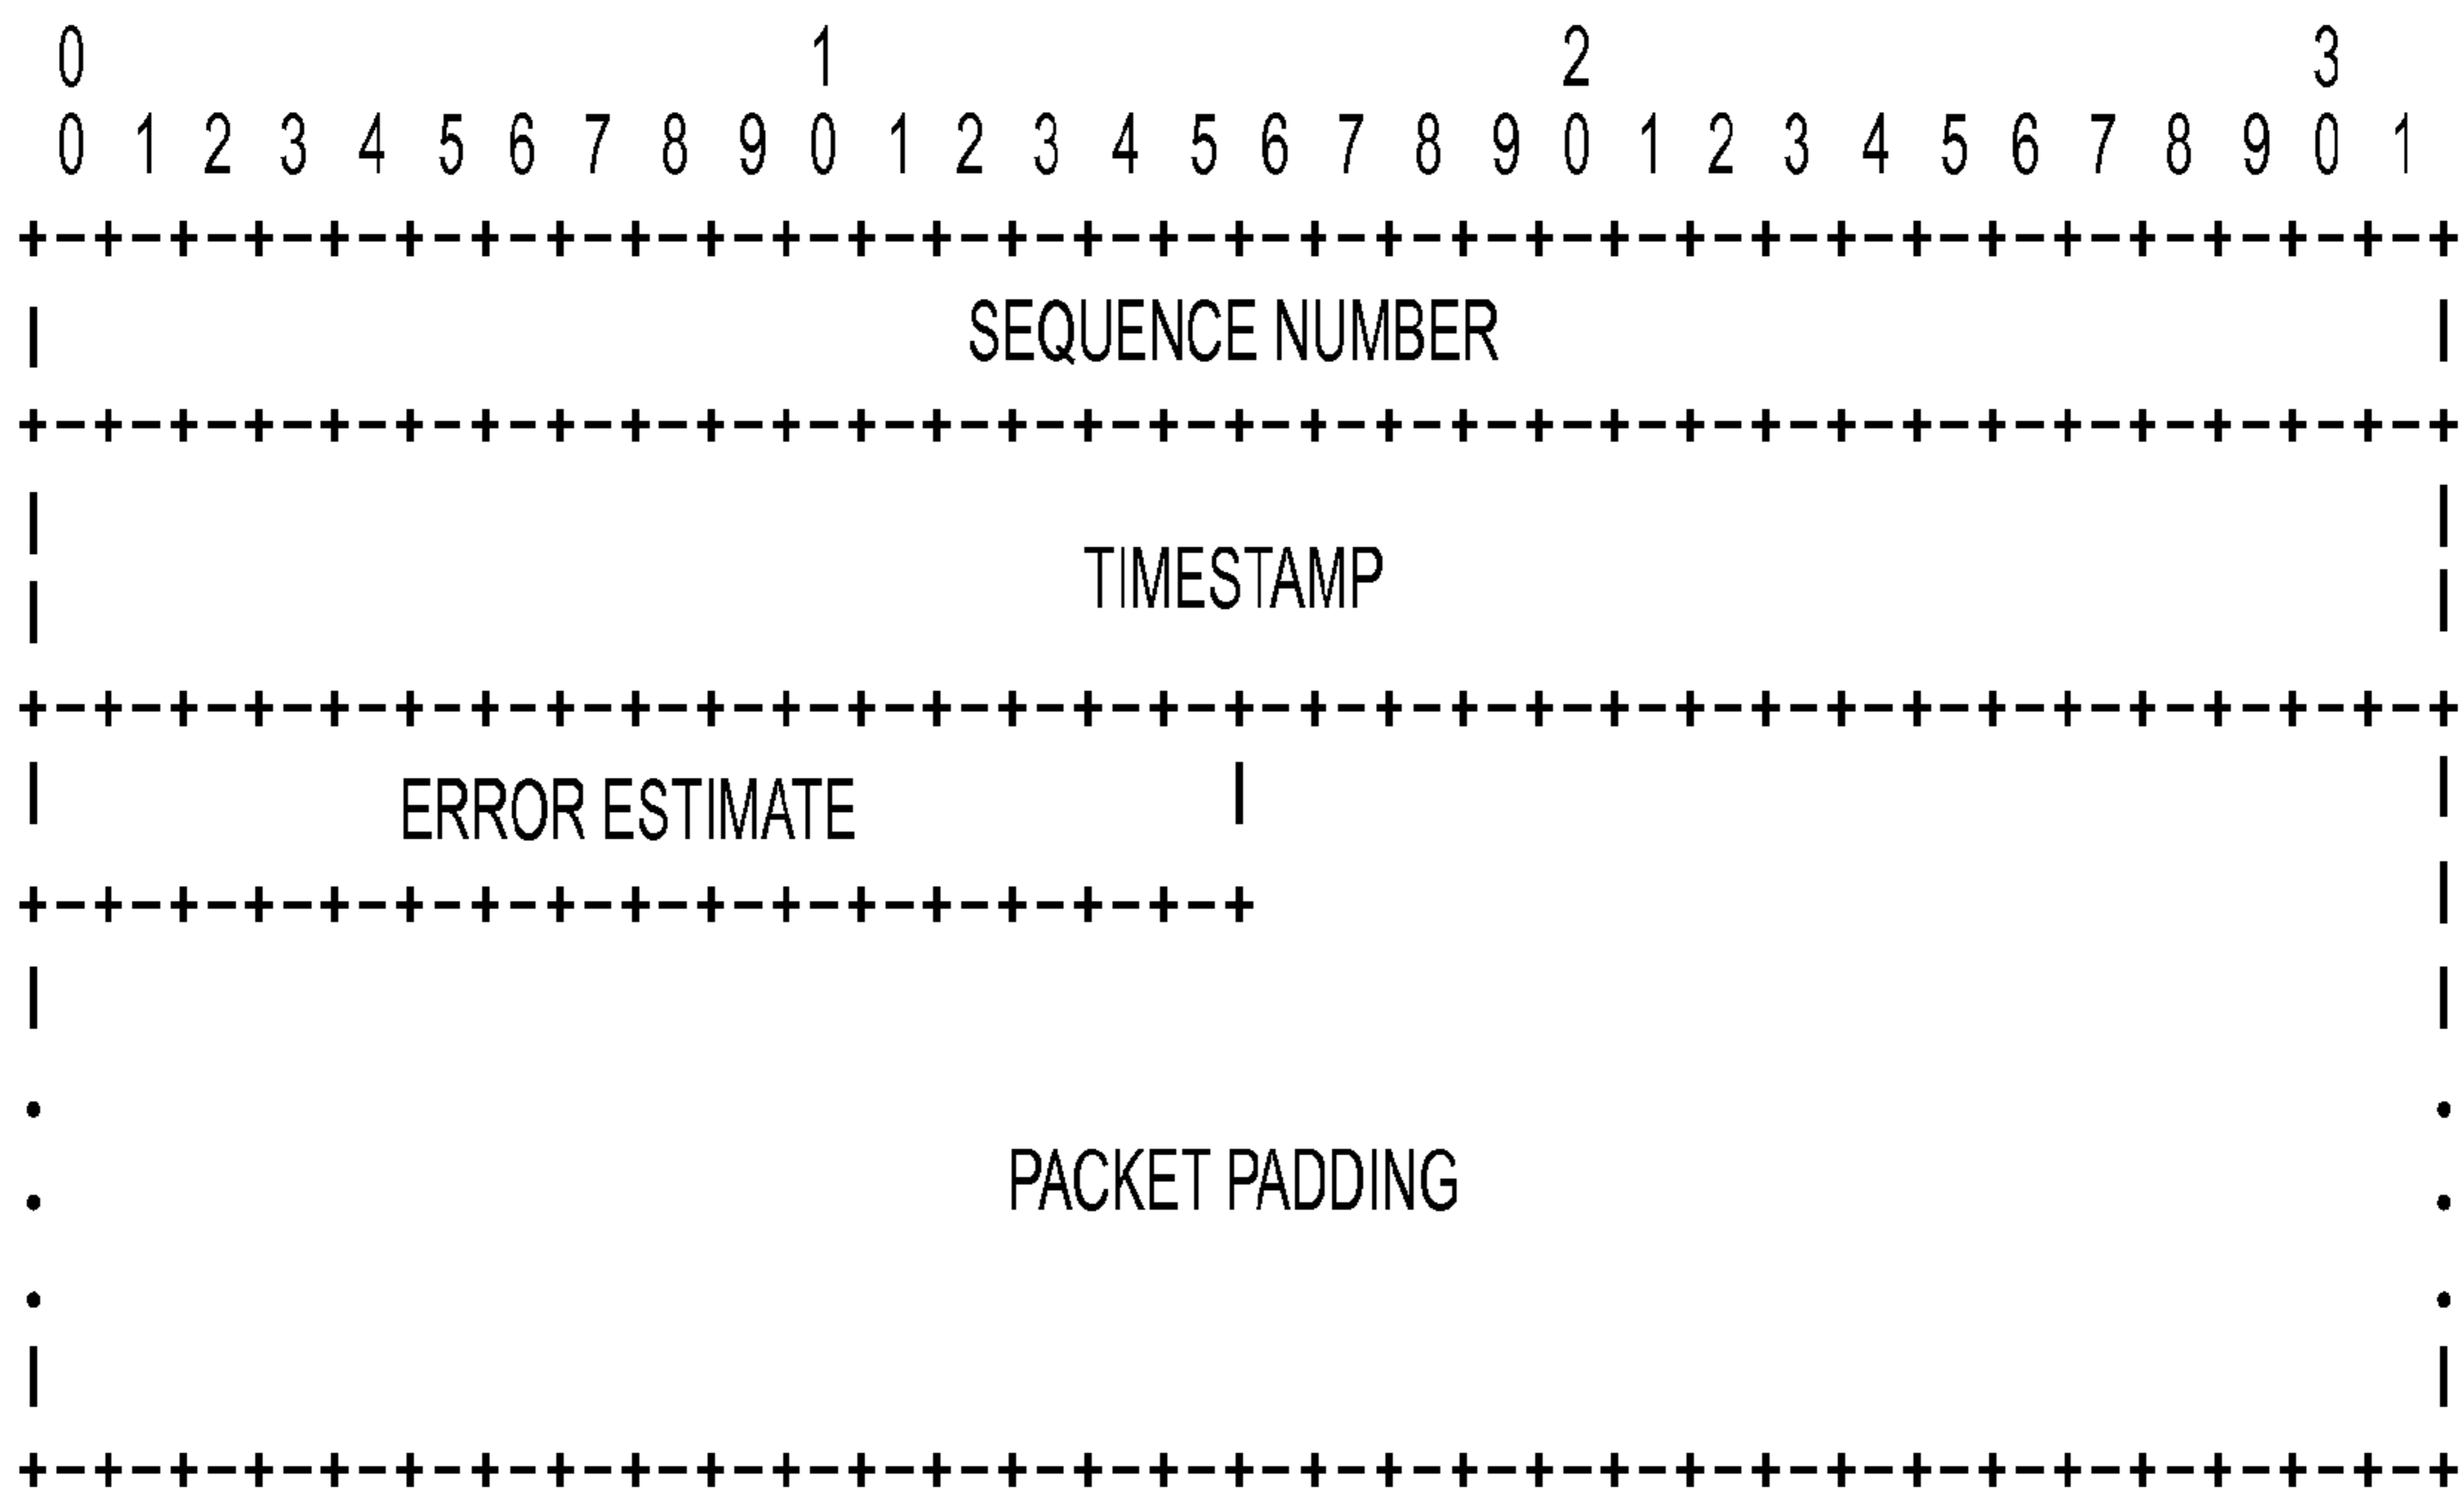 0 1 2 3
0 1 2 3 4 5 6 7 8 9 0 1 2 3 4 5 6 7 8 9 0 1 2 3 4 5 6 7 8 9 0 1
+-+-+-+-+-+-+-+-+-+-+-+-+-+-+-+-+-+-+-+-+-+-+-+-+-+-+-+-+-+-+-+-+
| SEQUENCE NUMBER |
+-+-+-+-+-+-+-+-+-+-+-+-+-+-+-+-+-+-+-+-+-+-+-+-+-+-+-+-+-+-+-+-+
| |
| TIMESTAMP |
+-+-+-+-+-+-+-+-+-+-+-+-+-+-+-+-+-+-+-+-+-+-+-+-+-+-+-+-+-+-+-+-+
| ERROR ESTIMATE | |
+-+-+-+-+-+-+-+-+-+-+-+-+-+-+-+-+ |
| |
. .
. PACKET PADDING .
. .
| |
+-+-+-+-+-+-+-+-+-+-+-+-+-+-+-+-+-+-+-+-+-+-+-+-+-+-+-+-+-+-+-+-+